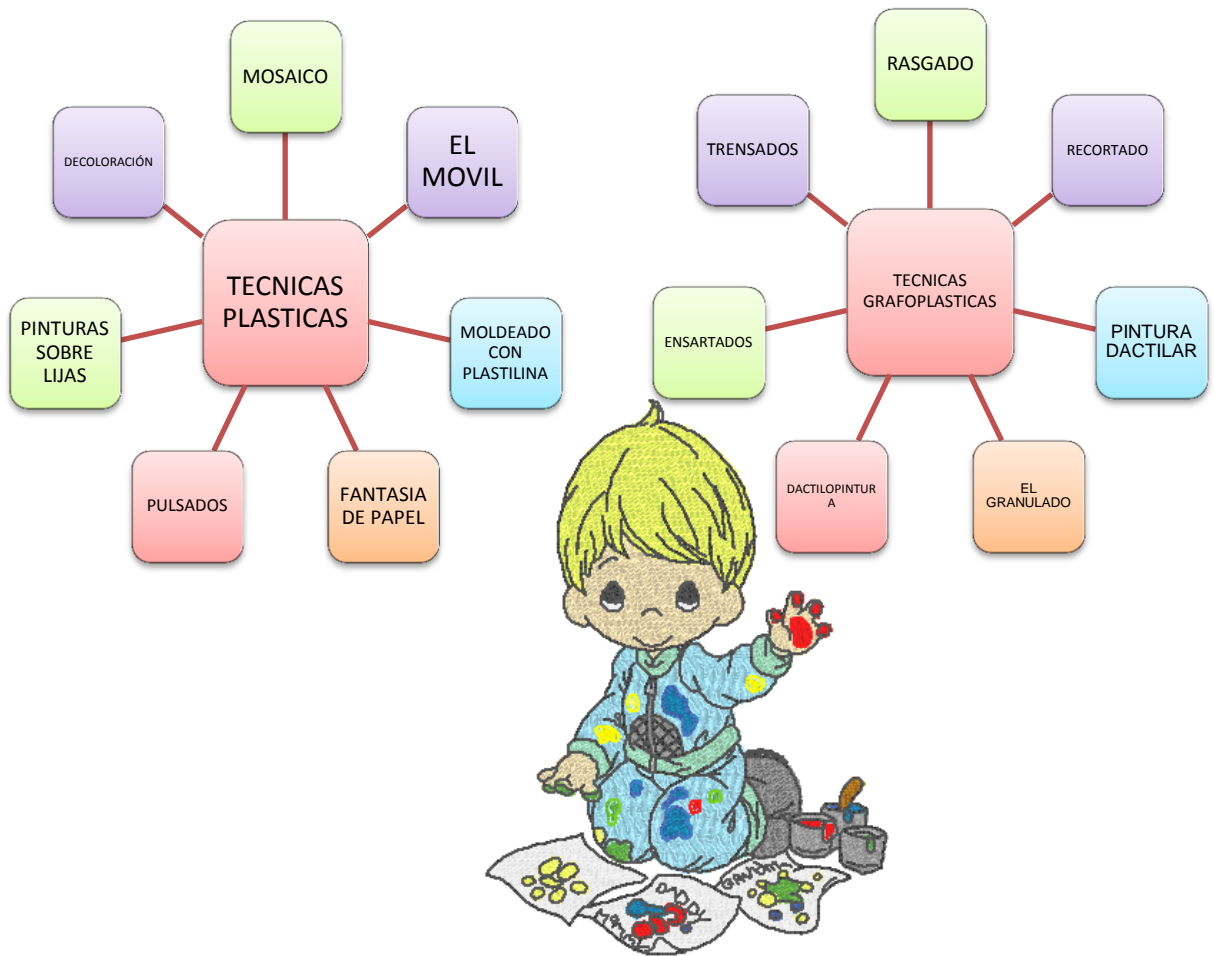 MOSAICO
DECOLORACIÓN
EL
MOVIL
TECNICAS
PLASTICAS
PINTURAS
SOBRE
LIJAS
MOLDEADO
CON
PLASTILINA
PULSADOS
FANTASIA
DE PAPEL
RASGADO
TRENSADOS
RECORTADO
TECNICAS
GRAFOPLASTICAS
ENSARTADOS
PINTURA
DACTILAR
DACTILOPINTUR
A
EL
GRANULADO
DADDY